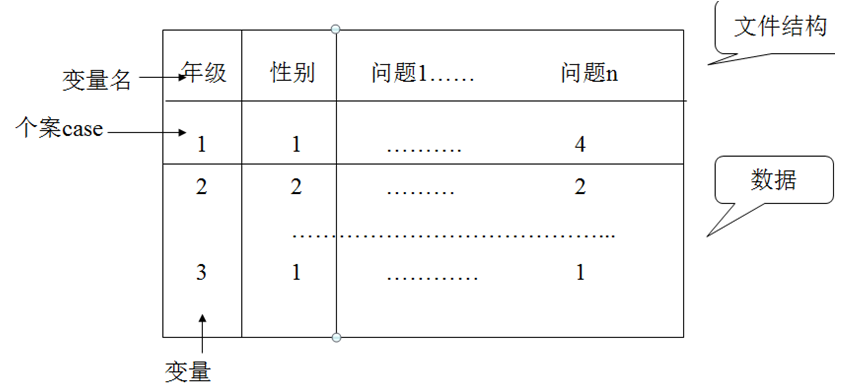 文件结构
变量名
年级 性别 问题1…… 问题n
个案case
1 1 ………. 4
2 2 ……… 2
数据
…………………………………...
3 1 ………… 1
变量